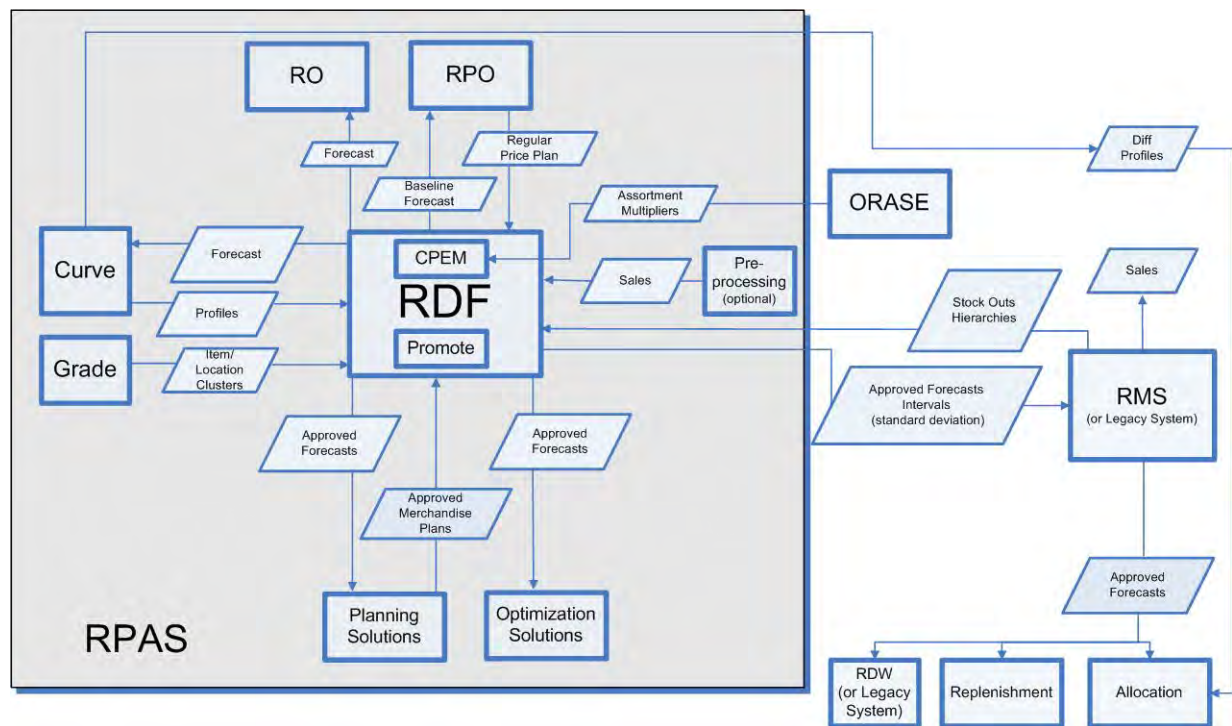 RO
RPO
Forecast
Regular
Price Plan
Diff
Profiles
Baseline
Forecast
Assortment
Multipliers
ORASE
Curve
Forecast
CPEM
RDF
Sales
Pre-
processing
(optional)
Sales
Stock Outs
Hierarchies
Profiles
Promote
Grade
Item/
Location
Clusters
Approved Forecasts
Intervals
(standard deviation)
RMS
(or Legacy System)
Approved
Forecasts
Approved
Forecasts
Approved
Merchandise
Plans
Approved
Forecasts
Planning
Solutions
Optimization
Solutions
RPAS
RDW
(or Legacy
System)
Replenishment
Allocation